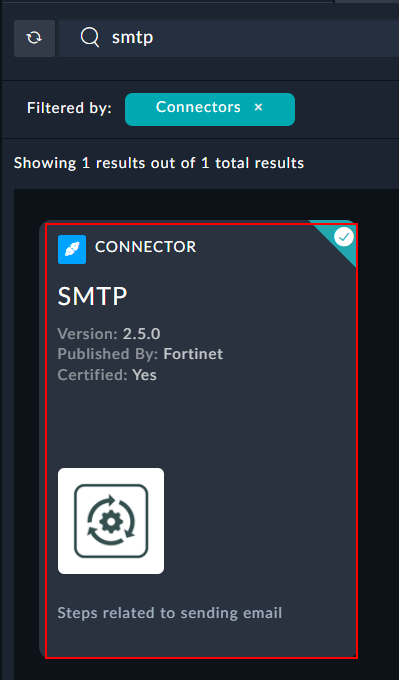 smtp
Filtered by: Connectors ×
Showing 1 results out of 1 total results
CONNECTOR
SMTP
Version: 2.5.0
Published By: Fortinet
Certified: Yes
Steps related to sending email